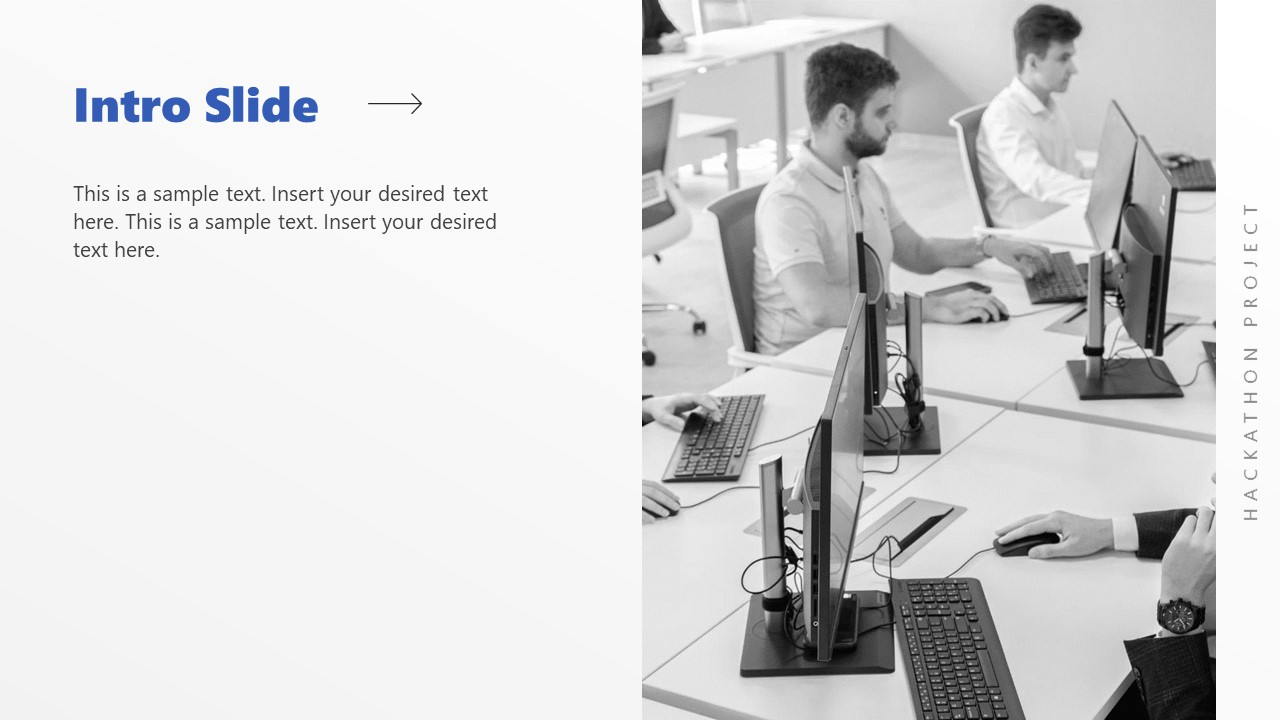 Intro Slide
This is a sample text. Insert your desired text
here. This is a sample text. Insert your desired
text here.
HACKATHON PROJECT